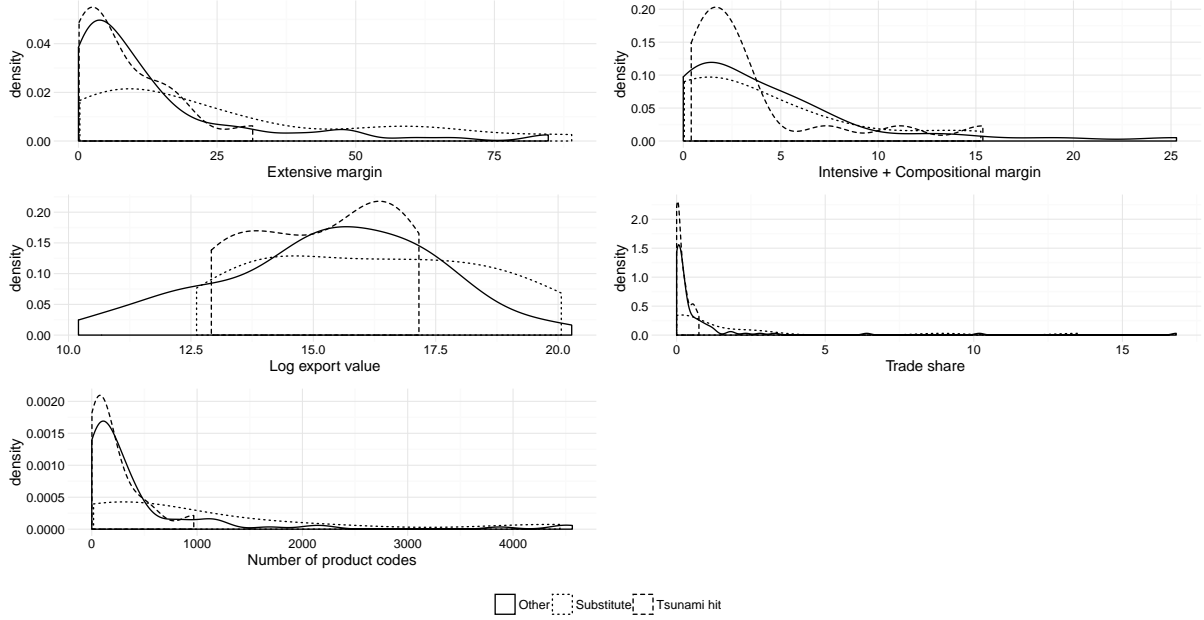 density
0.04
0.02
0.00
0 25 50 75
Extensive margin
density
0.20
0.15
0.10
0.05
0.00
0 5 10 15 20 25
Intensive + Compositional margin
density
0.20
0.15
0.10
0.05
0.00
10.0 12.5 15.0 17.5 20.0
Log export value
density
2.0
1.5
1.0
0.5
0.0
0 5 10 15
Trade share
density
0.0020
0.0015
0.0010
0.0005
0.0000
0 1000 2000 3000 4000
Number of product codes
Other Substitute Tsunami hit